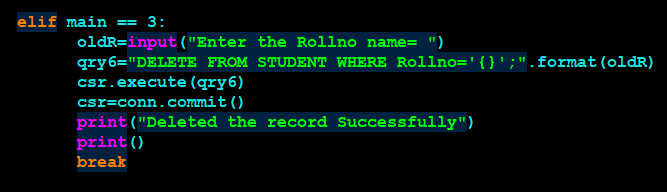 elif main == 3:
oldR=input("Enter the Rollno name= ")
qry6="DELETE FROM STUDENT WHERE Rollno='{}';".format(oldR)
csr.execute(qry6)
csr=conn.commit()
print("Deleted the record Successfully")
print()
break